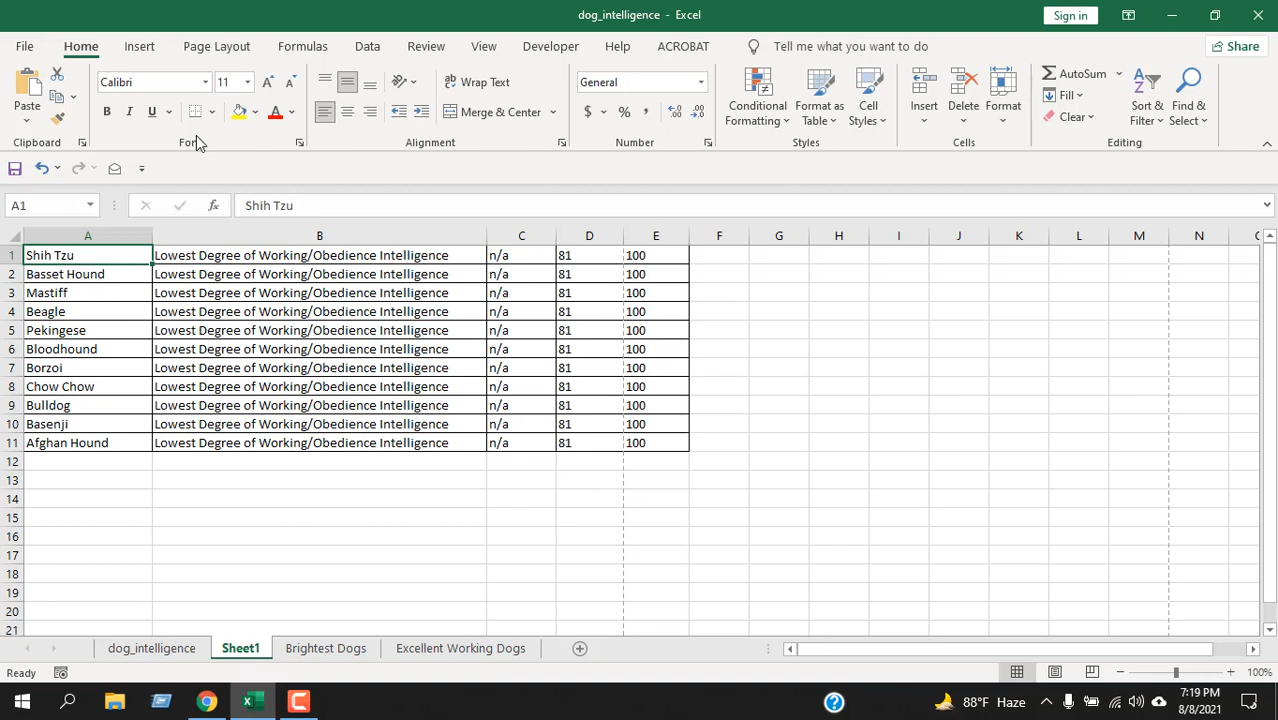 dog_intelligence - Excel
Sign in
File Home Insert Page Layout Formulas Data Review View Developer Help ACROBAT Tell me what you want to do Share
Paste
Calibri 11
B I U A
Wrap Text
Merge & Center
General
$ % ,
Conditional Formatting
Format as Table
Cell Styles
Insert Delete Format
AutoSum
Fill
Clear
Sort & Filter
Find & Select
Clipboard Font Alignment Number Styles Cells Editing
A1 fx Shih Tzu
A B C D E F G H I J K L M N
1 Shih Tzu Lowest Degree of Working/Obedience Intelligence n/a 81 100
2 Basset Hound Lowest Degree of Working/Obedience Intelligence n/a 81 100
3 Mastiff Lowest Degree of Working/Obedience Intelligence n/a 81 100
4 Beagle Lowest Degree of Working/Obedience Intelligence n/a 81 100
5 Pekingese Lowest Degree of Working/Obedience Intelligence n/a 81 100
6 Bloodhound Lowest Degree of Working/Obedience Intelligence n/a 81 100
7 Borzoi Lowest Degree of Working/Obedience Intelligence n/a 81 100
8 Chow Chow Lowest Degree of Working/Obedience Intelligence n/a 81 100
9 Bulldog Lowest Degree of Working/Obedience Intelligence n/a 81 100
10 Basenji Lowest Degree of Working/Obedience Intelligence n/a 81 100
11 Afghan Hound Lowest Degree of Working/Obedience Intelligence n/a 81 100
12
13
14
15
16
17
18
19
20
21
dog_intelligence Sheet1 Brightest Dogs Excellent Working Dogs
Ready 100%
88°F Haze 7:19 PM
8/8/2021